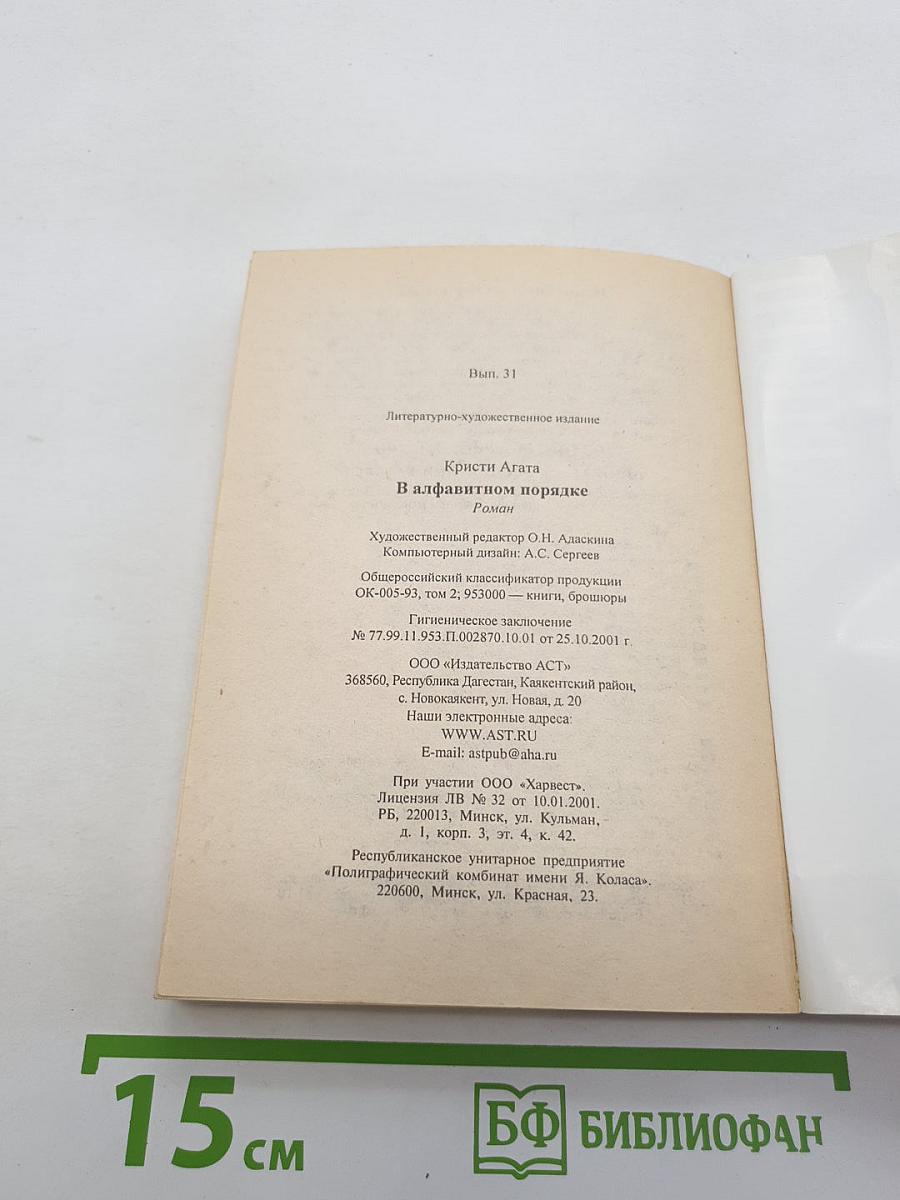 Вып. 31
Литературно-художественное издание
Кристи Агата
В алфавитном порядке
Роман
Художественный редактор О.Н. Адаскина
Компьютерный дизайн: А.С. Сергеев
Общероссийский классификатор продукции
ОК-005-93, том 2; 953000 — книги, брошюры
Гигиеническое заключение
№ 77.99.11.953.П.002870.10.01 от 25.10.2001 г.
ООО «Издательство АСТ»
368560, Республика Дагестан, Каякентский район,
с. Новокаякент, ул. Новая, д. 20
Наши электронные адреса:
WWW.AST.RU
E-mail: astpub@aha.ru
При участии ООО «Харвест».
Лицензия ЛВ № 32 от 10.01.2001.
РБ, 220013, Минск, ул. Кульман,
д. 1, корп. 3, эт. 4, к. 42.
Республиканское унитарное предприятие
«Полиграфический комбинат имени Я. Коласа».
220600, Минск, ул. Красная, 23.
15 см
БФ БИБЛИОФАН